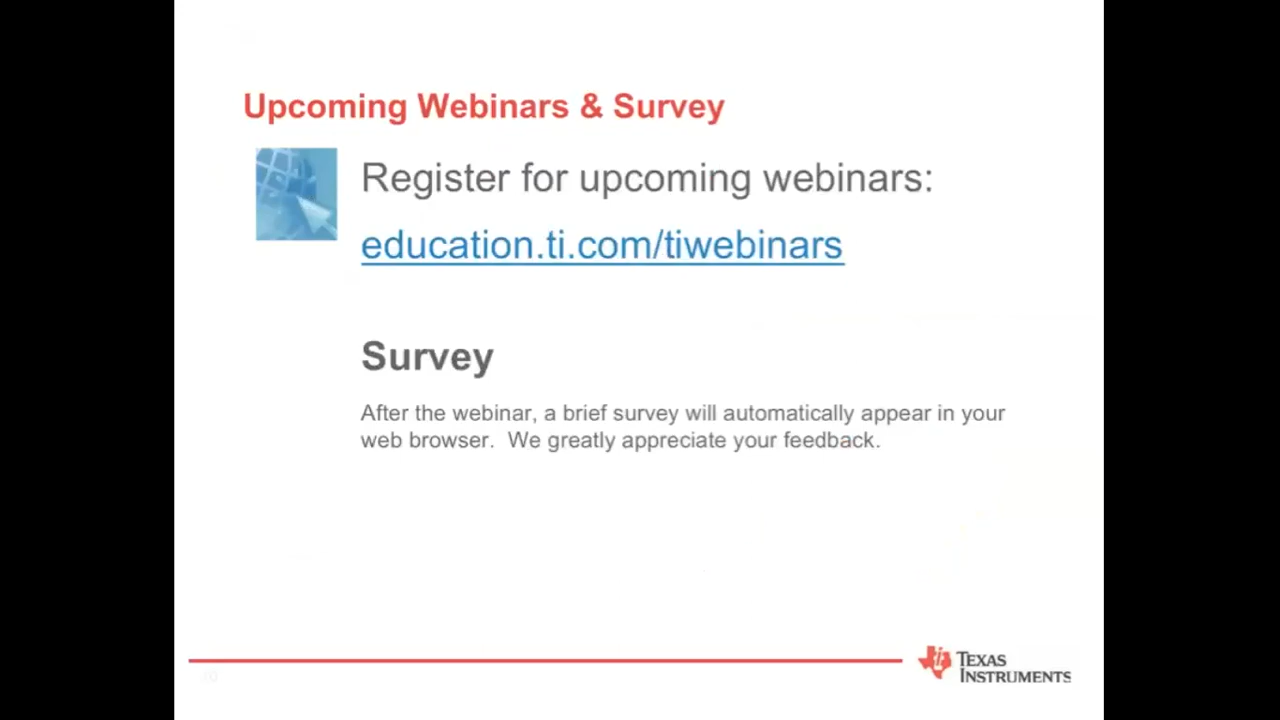 Upcoming Webinars & Survey
Register for upcoming webinars:
education.ti.com/tiwebinars
Survey
After the webinar, a brief survey will automatically appear in your
web browser.  We greatly appreciate your feedback.
TEXAS
INSTRUMENTS